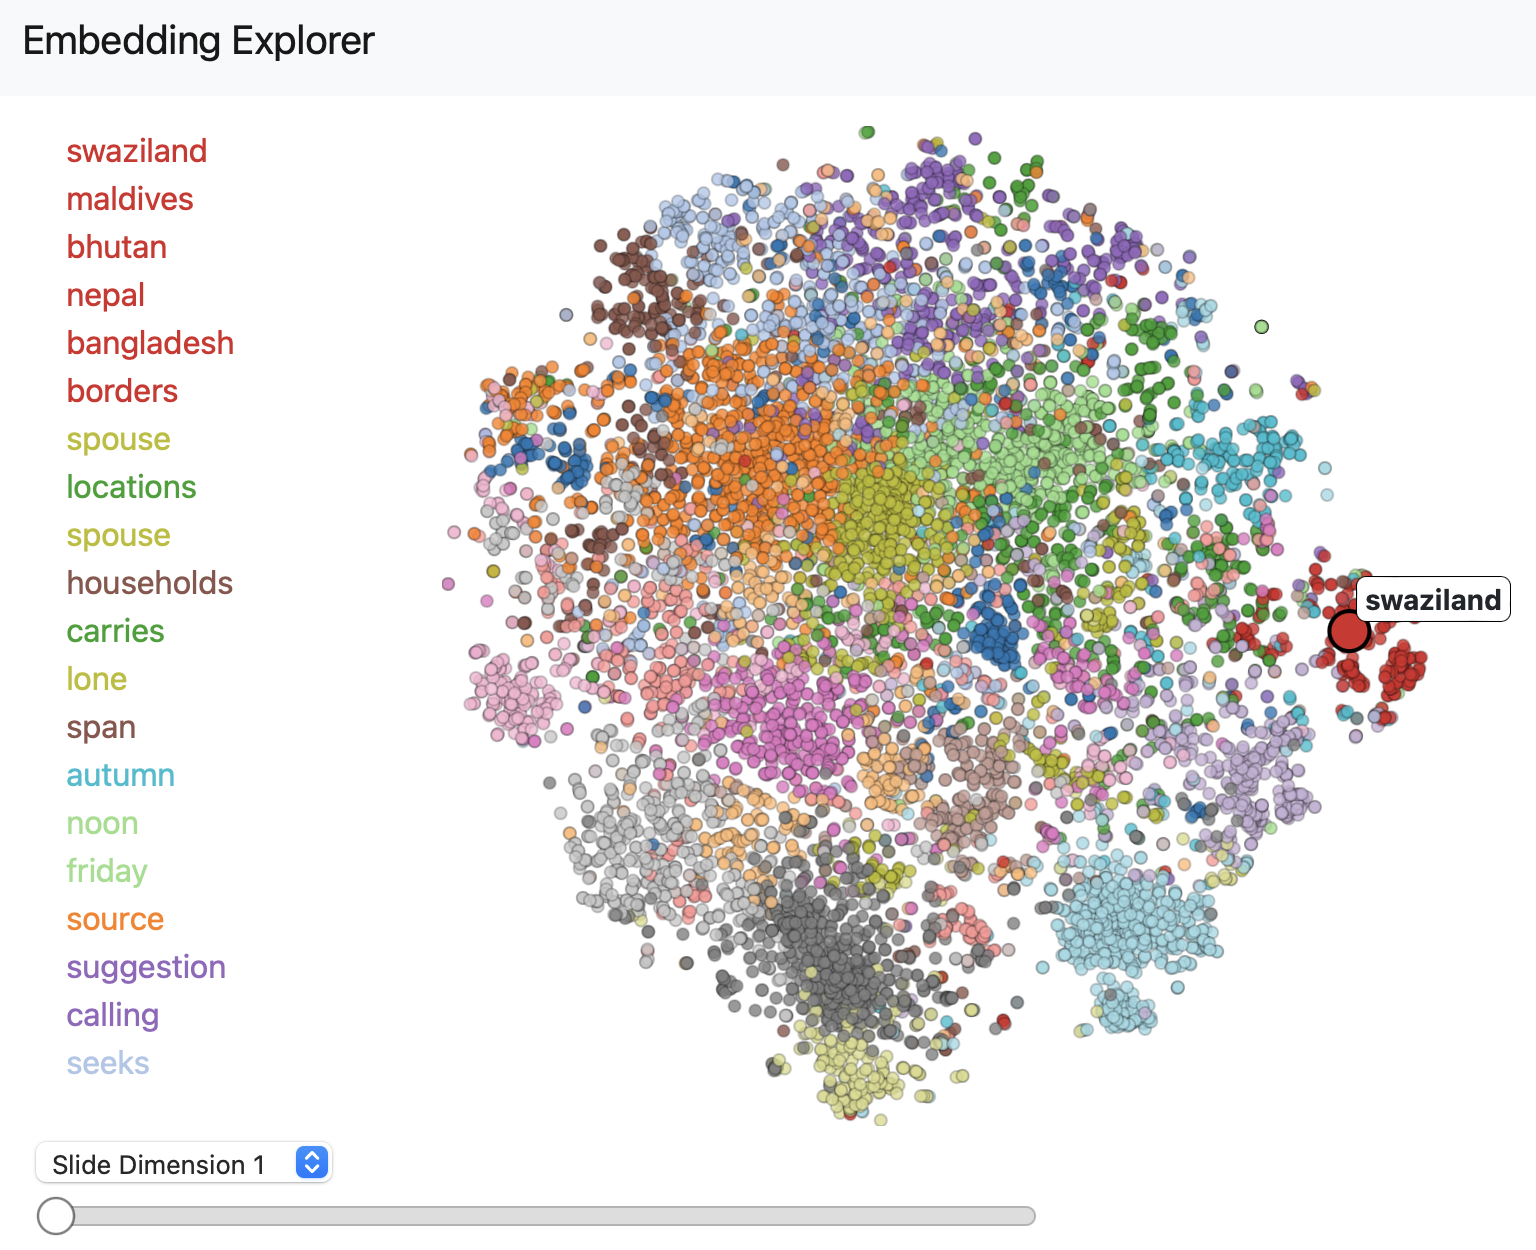 Embedding Explorer
swaziland
maldives
bhutan
nepal
bangladesh
borders
spouse
locations
spouse
households
carries
lone
span
autumn
noon
friday
source
suggestion
calling
seeks
swaziland
Slide Dimension 1